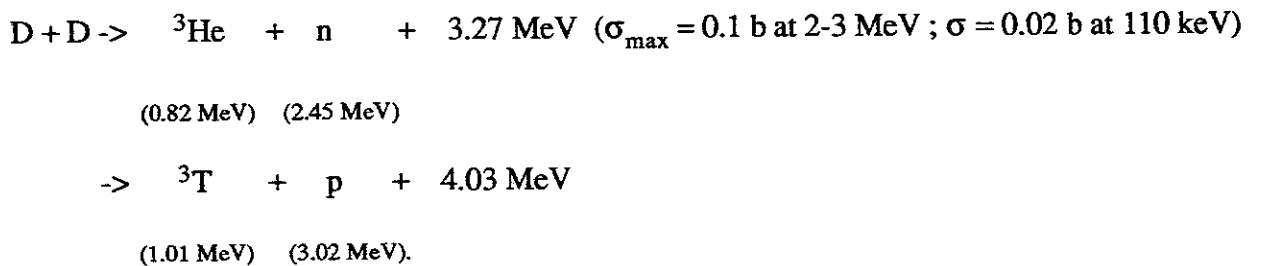 D + D -> ³He + n + 3.27 MeV (σmax = 0.1 b at 2-3 MeV ; σ = 0.02 b at 110 keV)
(0.82 MeV) (2.45 MeV)
-> ³T + p + 4.03 MeV
(1.01 MeV) (3.02 MeV).